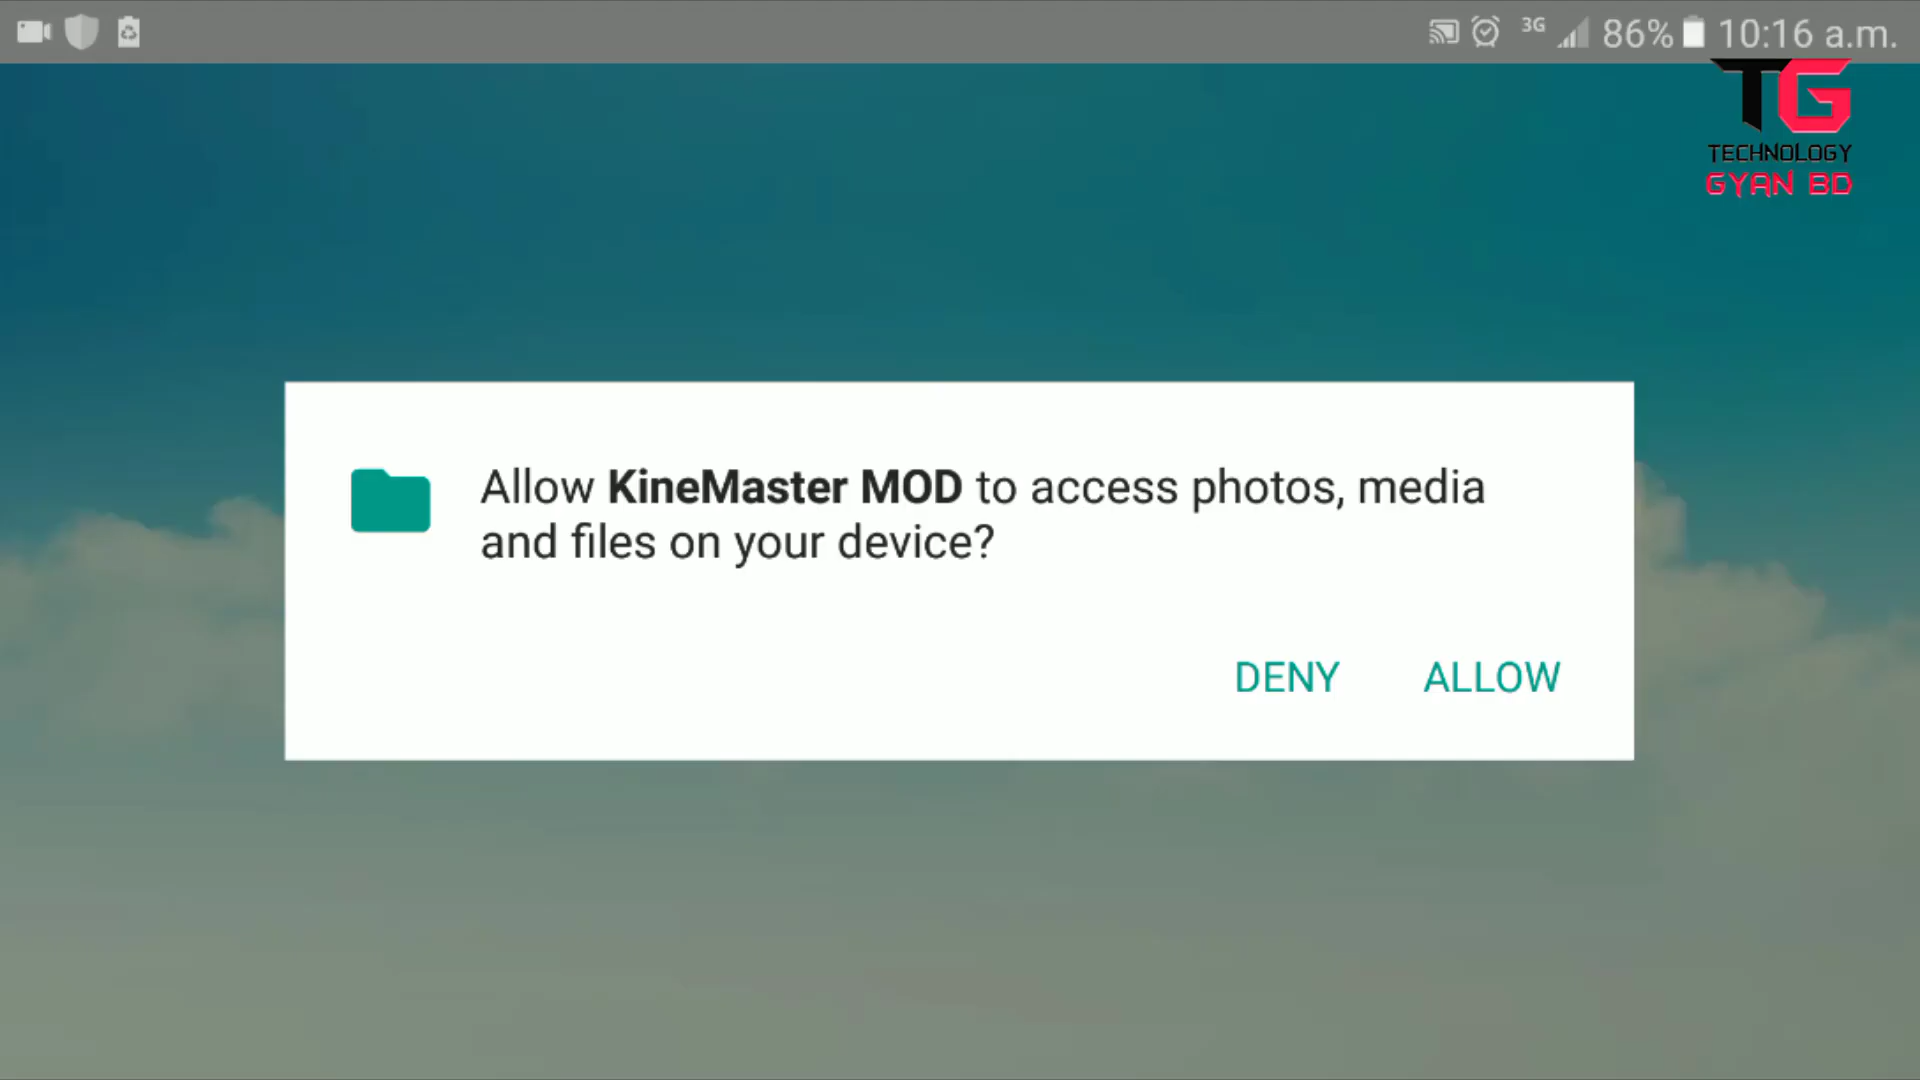 3G 86% 10:16 a.m.
TG
TECHNOLOGY
GYAN BD
Allow KineMaster MOD to access photos, media
and files on your device?
DENY ALLOW